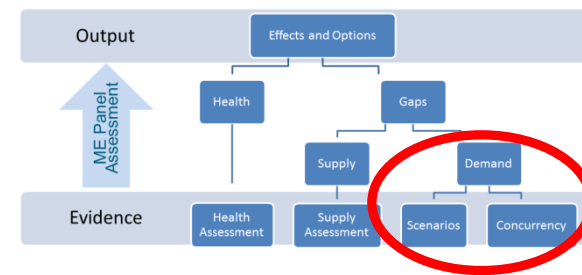 Output
Effects and Options
ME Panel
Assessment
Health
Gaps
Supply
Demand
Evidence
Health
Assessment
Supply
Assessment
Scenarios
Concurrency